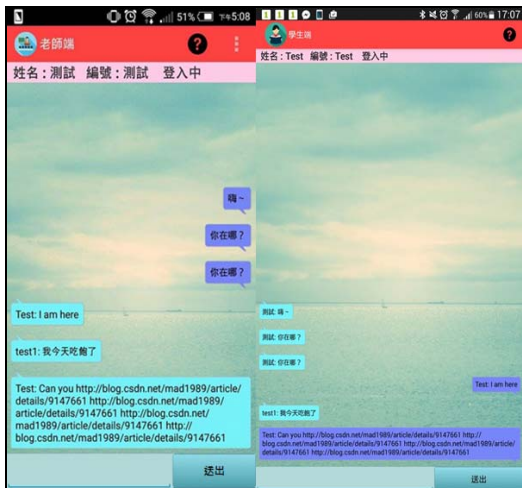 51% 下午5:08
老師端 ?
姓名:測試 編號:測試 登入中
嗨~
你在哪?
你在哪?
Test: I am here
test1: 我今天吃飽了
Test: Can you http://blog.csdn.net/mad1989/article/
details/9147661 http://blog.csdn.net/mad1989/
article/details/9147661 http://blog.csdn.net/
mad1989/article/details/9147661 http://
blog.csdn.net/mad1989/article/details/9147661
送出
1 1 1 60% 17:07
學生端 ?
姓名:Test 編號:Test 登入中
測試: 嗨~
測試: 你在哪?
測試: 你在哪?
Test: I am here
test1: 我今天吃飽了
Test: Can you http://blog.csdn.net/mad1989/article/details/9147661 http://
blog.csdn.net/mad1989/article/details/9147661 http://blog.csdn.net/mad1989/
article/details/9147661 http://blog.csdn.net/mad1989/article/details/9147661
送出